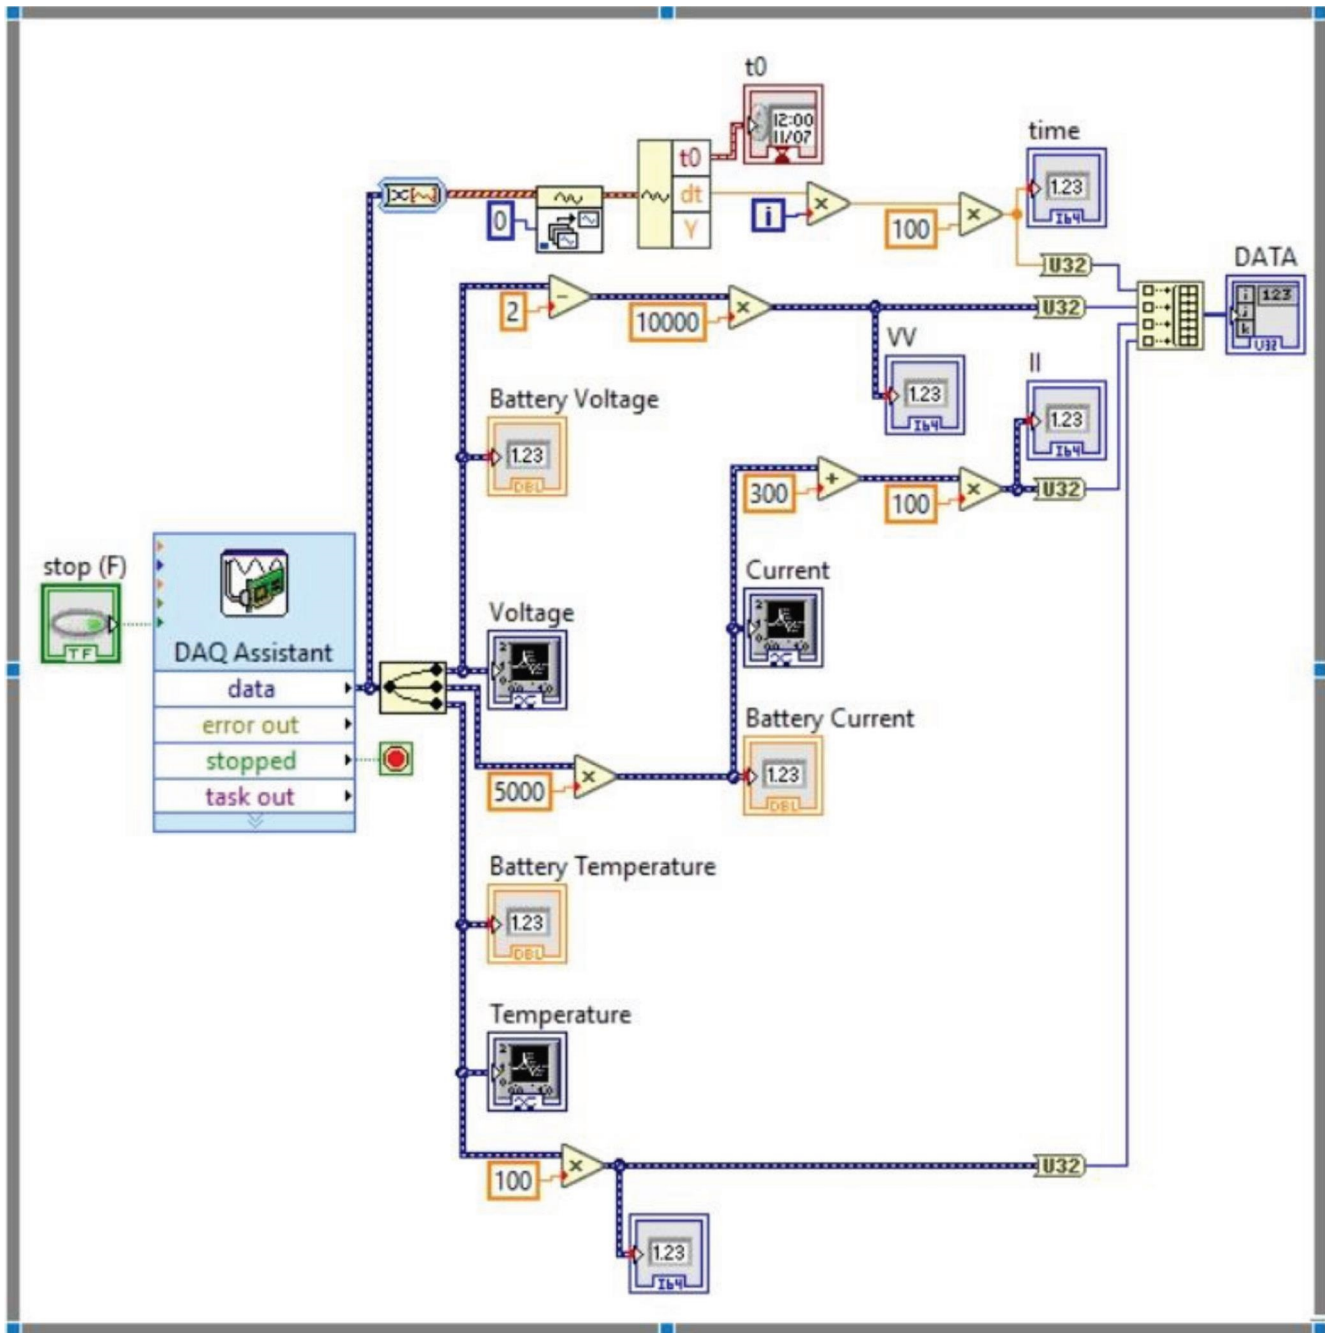 t0
12:00
11/07
time
1.23
I64
t0
dt
Y
0
i
100
U32
DATA
i
j
k
123
U32
2
10000
U32
VV
1.23
I64
II
1.23
I64
Battery Voltage
1.23
DBL
300
100
U32
stop (F)
TF
DAQ Assistant
data
error out
stopped
task out
Voltage
Current
5000
Battery Current
1.23
DBL
Battery Temperature
1.23
DBL
Temperature
100
U32
1.23
I64